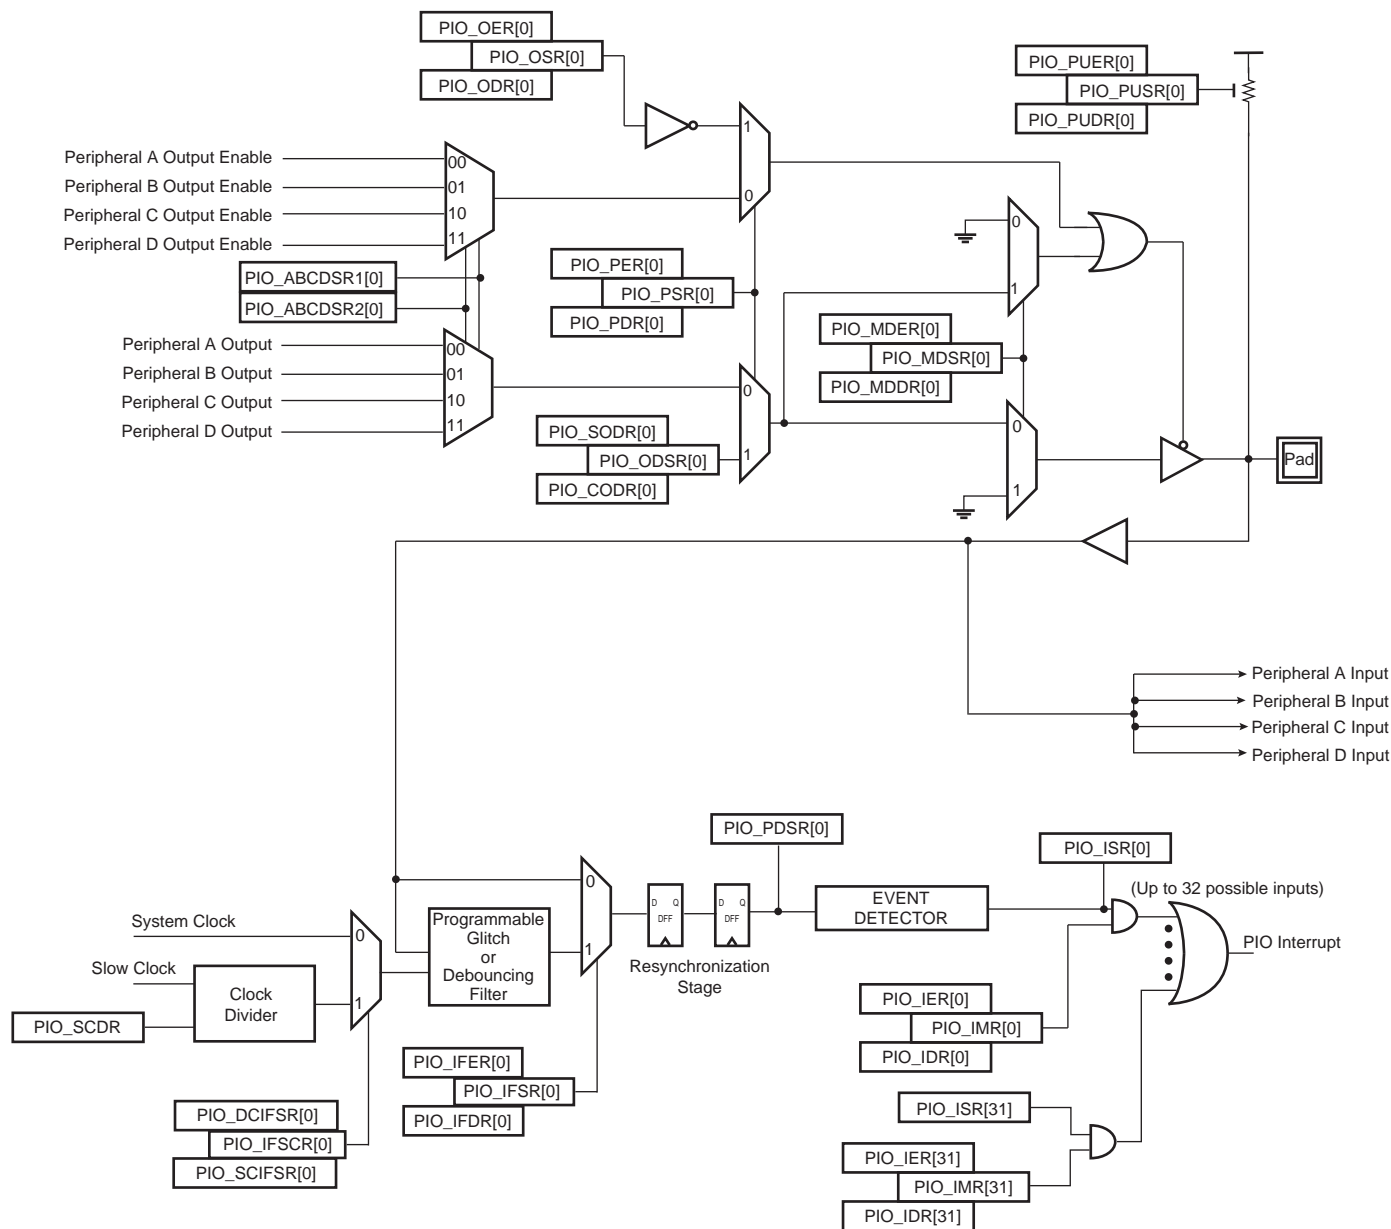 PIO_OER[0]
PIO_OSR[0]
PIO_ODR[0]
PIO_PUER[0]
PIO_PUSR[0]
PIO_PUDR[0]
1
0
Peripheral A Output Enable
Peripheral B Output Enable
Peripheral C Output Enable
Peripheral D Output Enable
00
01
10
11
0
1
PIO_ABCDSR1[0]
PIO_ABCDSR2[0]
PIO_PER[0]
PIO_PSR[0]
PIO_PDR[0]
PIO_MDER[0]
PIO_MDSR[0]
PIO_MDDR[0]
Peripheral A Output
Peripheral B Output
Peripheral C Output
Peripheral D Output
00
01
10
11
0
1
PIO_SODR[0]
PIO_ODSR[0]
PIO_CODR[0]
0
1
Pad
Peripheral A Input
Peripheral B Input
Peripheral C Input
Peripheral D Input
PIO_PDSR[0]
PIO_ISR[0]
(Up to 32 possible inputs)
0
1
D Q
DFF
D Q
DFF
Resynchronization
Stage
EVENT
DETECTOR
PIO Interrupt
System Clock
Slow Clock
0
1
Clock
Divider
PIO_SCDR
Programmable
Glitch
or
Debouncing
Filter
PIO_IER[0]
PIO_IMR[0]
PIO_IDR[0]
PIO_IFER[0]
PIO_IFSR[0]
PIO_IFDR[0]
PIO_DCIFSR[0]
PIO_IFSCR[0]
PIO_SCIFSR[0]
PIO_ISR[31]
PIO_IER[31]
PIO_IMR[31]
PIO_IDR[31]